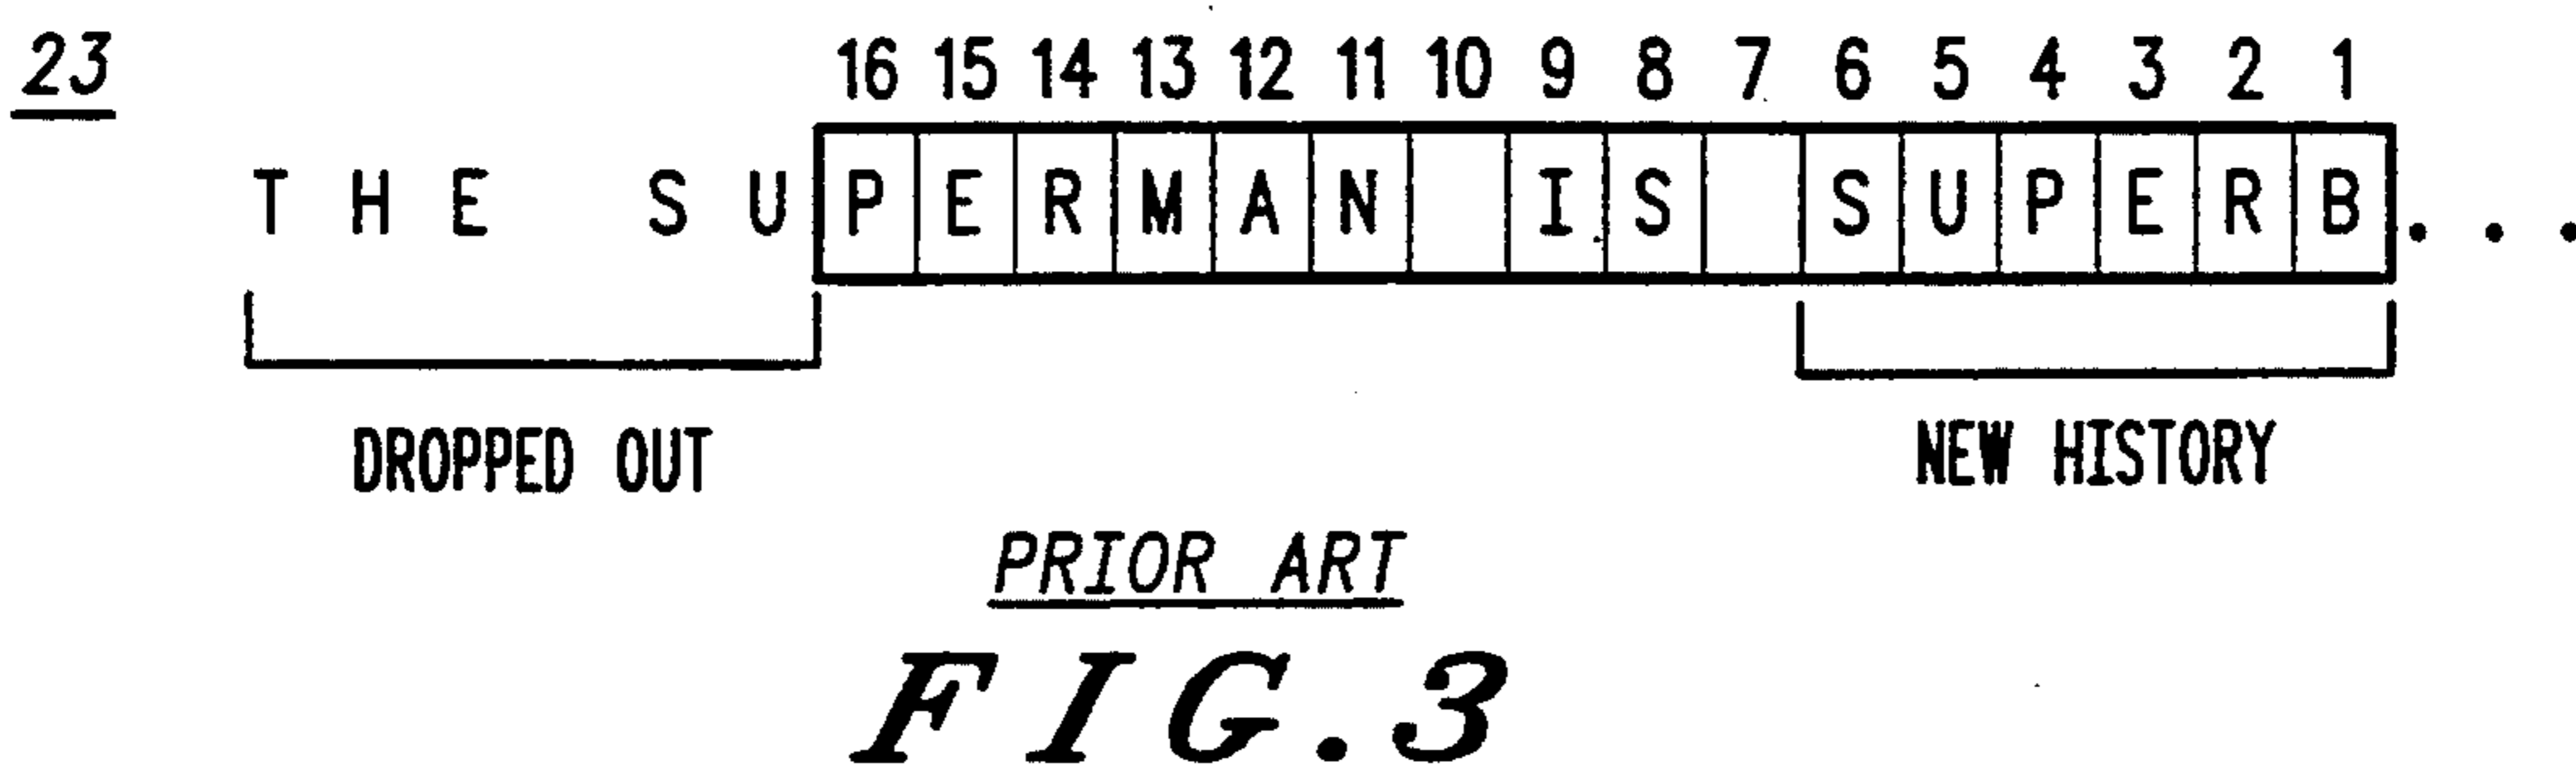 23
16 15 14 13 12 11 10 9 8 7 6 5 4 3 2 1
T H E S U P E R M A N I S S U P E R B . . .
DROPPED OUT NEW HISTORY
PRIOR ART
FIG.3